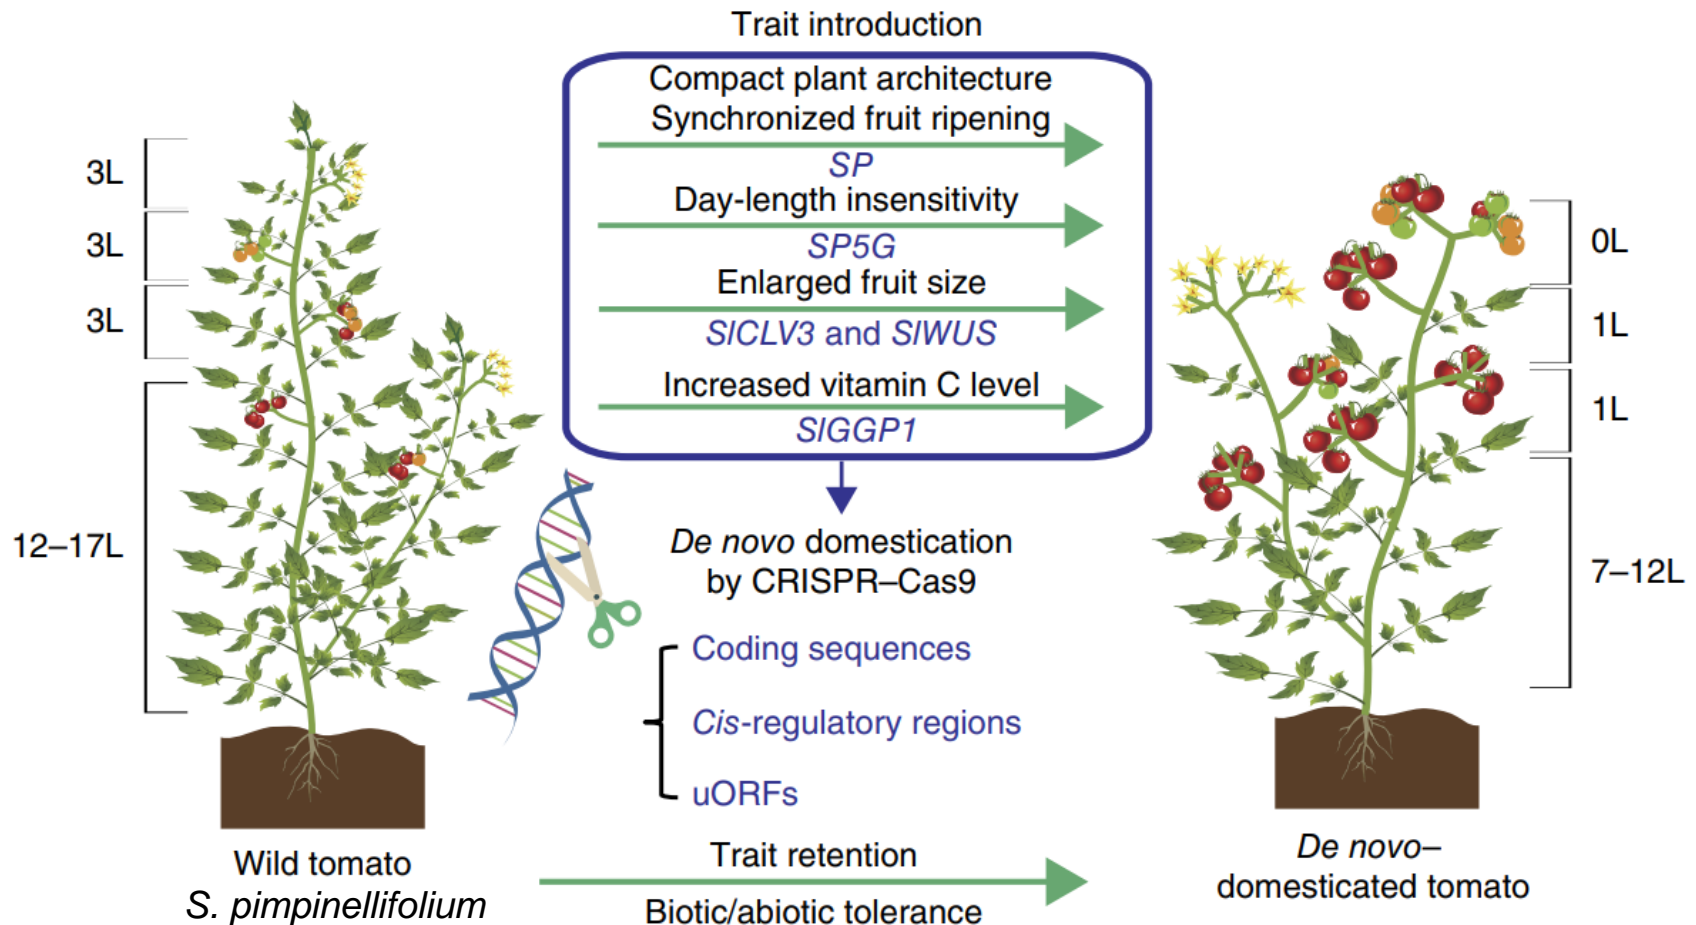 Trait introduction
Compact plant architecture
Synchronized fruit ripening
SP
Day-length insensitivity
SP5G
Enlarged fruit size
SlCLV3 and SlWUS
Increased vitamin C level
SlGGP1
De novo domestication
by CRISPR–Cas9
Coding sequences
Cis-regulatory regions
uORFs
3L
3L
3L
12–17L
0L
1L
1L
7–12L
Wild tomato
S. pimpinellifolium
Trait retention
Biotic/abiotic tolerance
De novo–
domesticated tomato